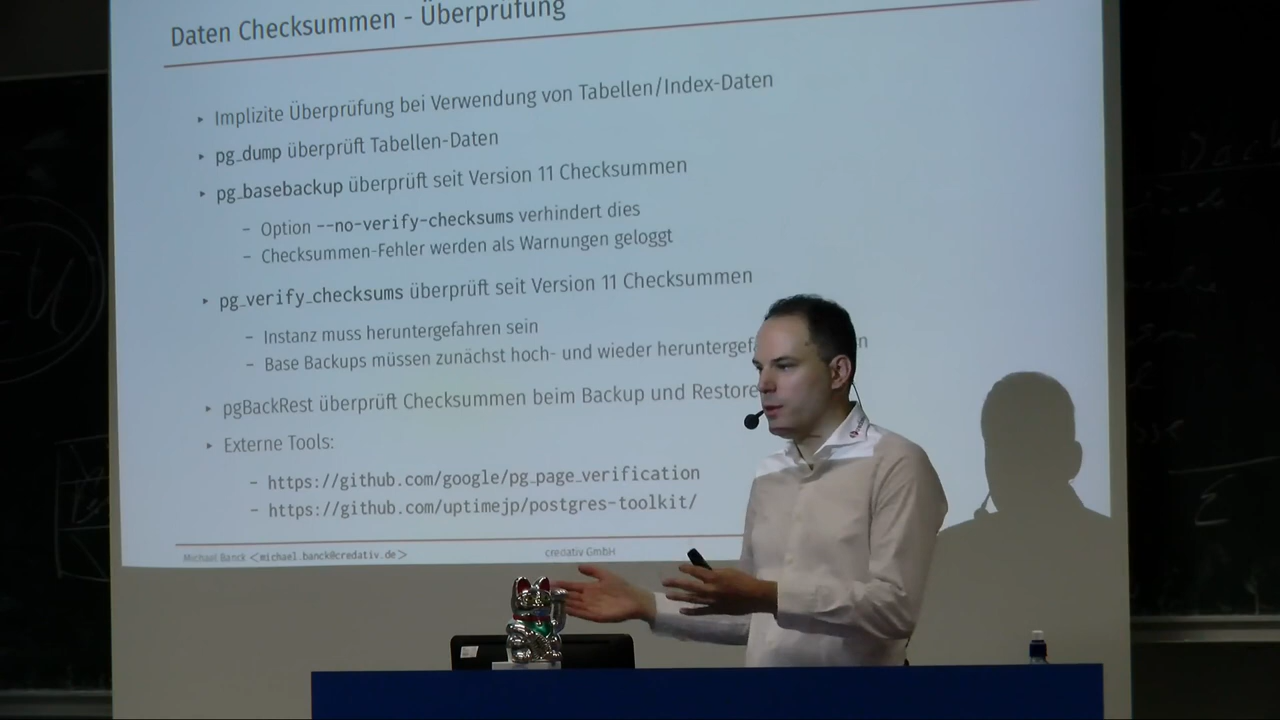 Daten Checksummen - Überprüfung
▸ Implizite Überprüfung bei Verwendung von Tabellen/Index-Daten
▸ pg_dump überprüft Tabellen-Daten
▸ pg_basebackup überprüft seit Version 11 Checksummen
– Option --no-verify-checksums verhindert dies
– Checksummen-Fehler werden als Warnungen geloggt
▸ pg_verify_checksums überprüft seit Version 11 Checksummen
– Instanz muss heruntergefahren sein
– Base Backups müssen zunächst hoch- und wieder heruntergef
▸ pgBackRest überprüft Checksummen beim Backup und Restore
▸ Externe Tools:
– https://github.com/google/pg_page_verification
– https://github.com/uptimejp/postgres-toolkit/
Michael Banck <michael.banck@credativ.de> credativ GmbH